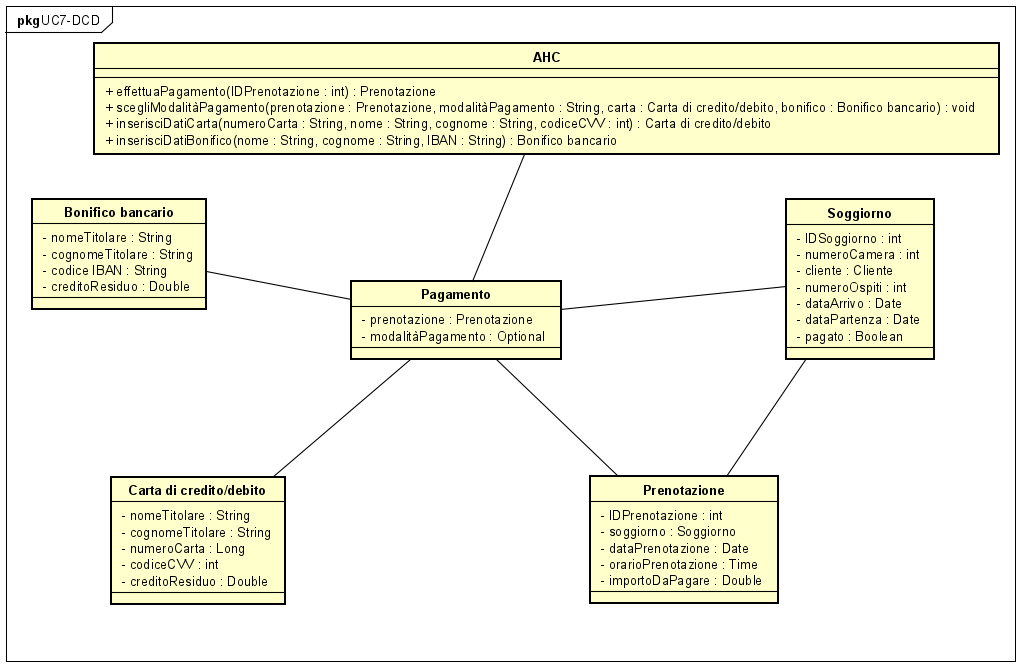 pkg UC7-DCD
AHC
+ effettuaPagamento(IDPrenotazione : int) : Prenotazione
+ scegliModalitàPagamento(prenotazione : Prenotazione, modalitàPagamento : String, carta : Carta di credito/debito, bonifico : Bonifico bancario) : void
+ inserisciDatiCarta(numeroCarta : String, nome : String, cognome : String, codiceCVV : int) : Carta di credito/debito
+ inserisciDatiBonifico(nome : String, cognome : String, IBAN : String) : Bonifico bancario
Bonifico bancario
- nomeTitolare : String
- cognomeTitolare : String
- codice IBAN : String
- creditoResiduo : Double
Soggiorno
- IDSoggiorno : int
- numeroCamera : int
- cliente : Cliente
- numeroOspiti : int
- dataArrivo : Date
- dataPartenza : Date
- pagato : Boolean
Pagamento
- prenotazione : Prenotazione
- modalitàPagamento : Optional
Carta di credito/debito
- nomeTitolare : String
- cognomeTitolare : String
- numeroCarta : Long
- codiceCVV : int
- creditoResiduo : Double
Prenotazione
- IDPrenotazione : int
- soggiorno : Soggiorno
- dataPrenotazione : Date
- orarioPrenotazione : Time
- importoDaPagare : Double